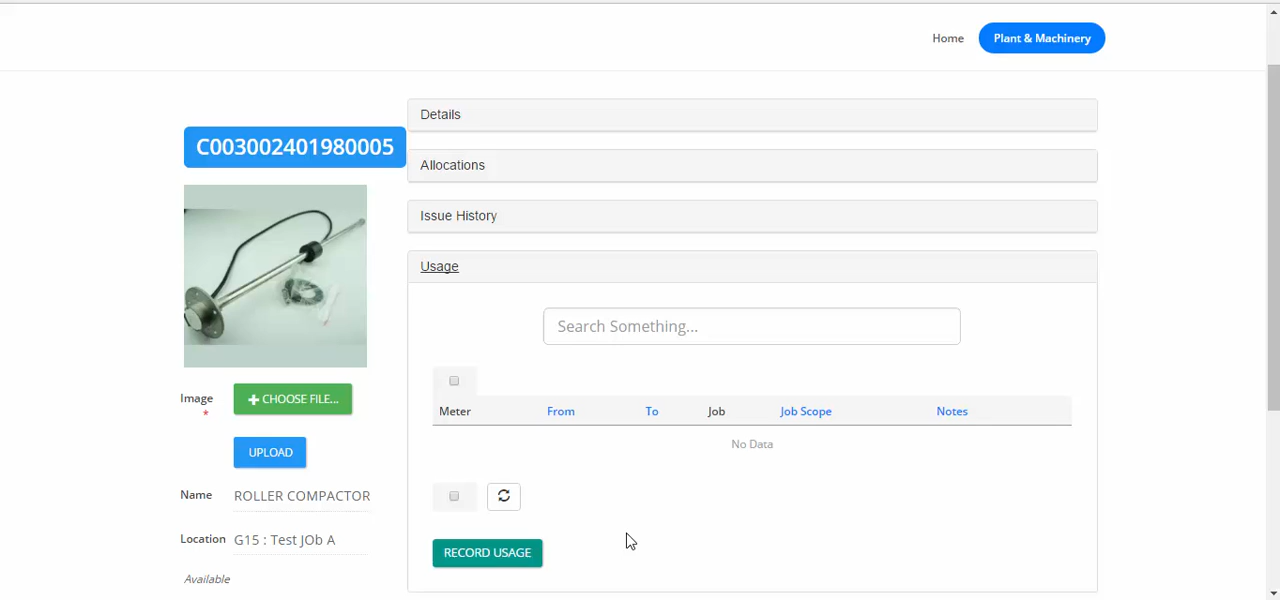 Home
Plant & Machinery
C003002401980005
Image
*
CHOOSE FILE...
UPLOAD
Name
ROLLER COMPACTOR
Location
G15 : Test JOb A
Available
Details
Allocations
Issue History
Usage
Search Something...
Meter From To Job Job Scope Notes
No Data
RECORD USAGE